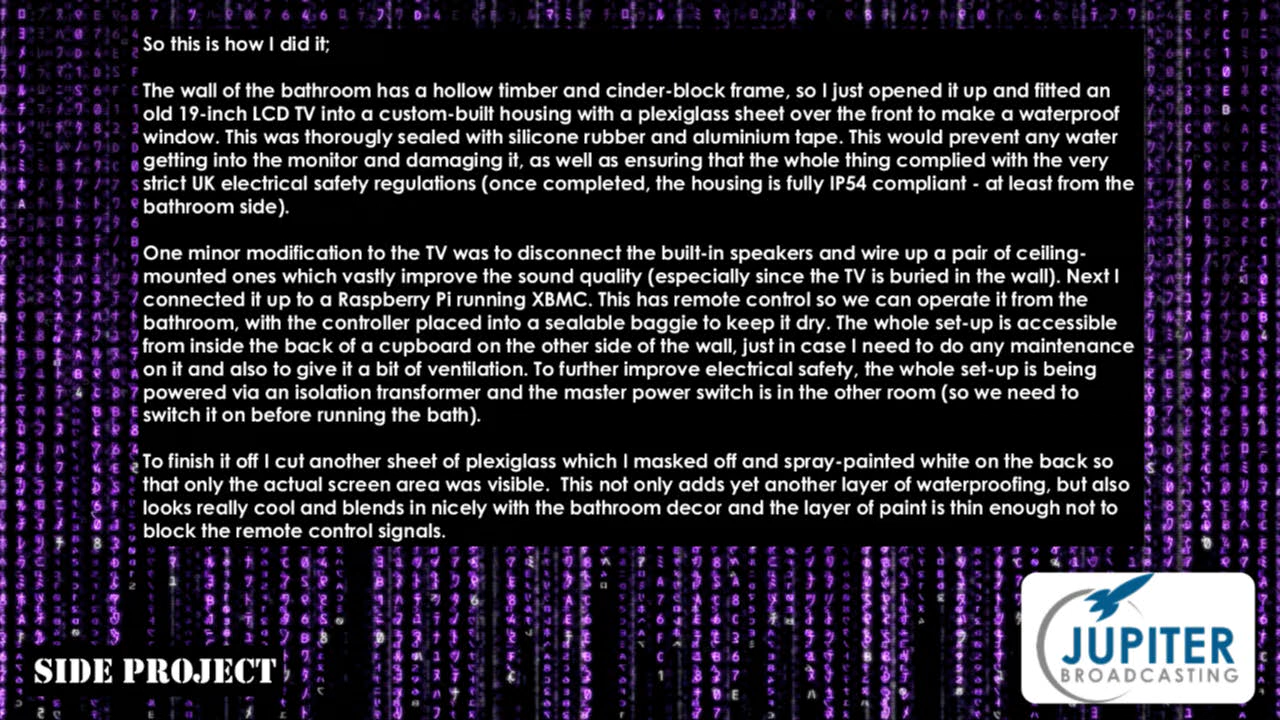 So this is how I did it;
The wall of the bathroom has a hollow timber and cinder-block frame, so I just opened it up and fitted an
old 19-inch LCD TV into a custom-built housing with a plexiglass sheet over the front to make a waterproof
window. This was thorougly sealed with silicone rubber and aluminium tape. This would prevent any water
getting into the monitor and damaging it, as well as ensuring that the whole thing complied with the very
strict UK electrical safety regulations (once completed, the housing is fully IP54 compliant - at least from the
bathroom side).
One minor modification to the TV was to disconnect the built-in speakers and wire up a pair of ceiling-
mounted ones which vastly improve the sound quality (especially since the TV is buried in the wall). Next I
connected it up to a Raspberry Pi running XBMC. This has remote control so we can operate it from the
bathroom, with the controller placed into a sealable baggie to keep it dry. The whole set-up is accessible
from inside the back of a cupboard on the other side of the wall, just in case I need to do any maintenance
on it and also to give it a bit of ventilation. To further improve electrical safety, the whole set-up is being
powered via an isolation transformer and the master power switch is in the other room (so we need to
switch it on before running the bath).
To finish it off I cut another sheet of plexiglass which I masked off and spray-painted white on the back so
that only the actual screen area was visible.  This not only adds yet another layer of waterproofing, but also
looks really cool and blends in nicely with the bathroom decor and the layer of paint is thin enough not to
block the remote control signals.
SIDE PROJECT
JUPITER
BROADCASTING